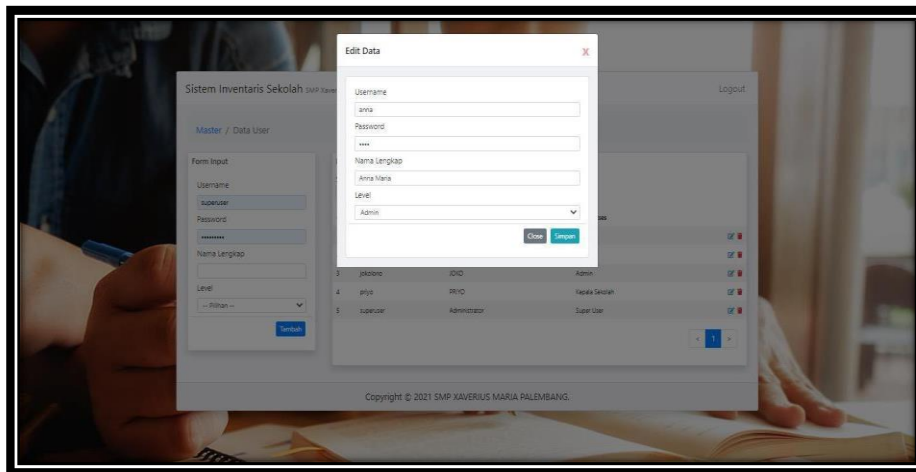 Edit Data
X
Sistem Inventaris Sekolah SMP
Logout
Username
anna
Master / Data User
Password
••••
Form Input
Nama Lengkap
Anna Maria
Username
superuser
Level
Admin
Password
•••••••••
Close Simpan
Nama Lengkap
3 jokolono JOKO Admin
Level
4 priyo PRIYO Kepala Sekolah
-- Pilihan --
5 superuser Administrator Super User
Tambah
< 1 >
Copyright © 2021 SMP XAVERIUS MARIA PALEMBANG.